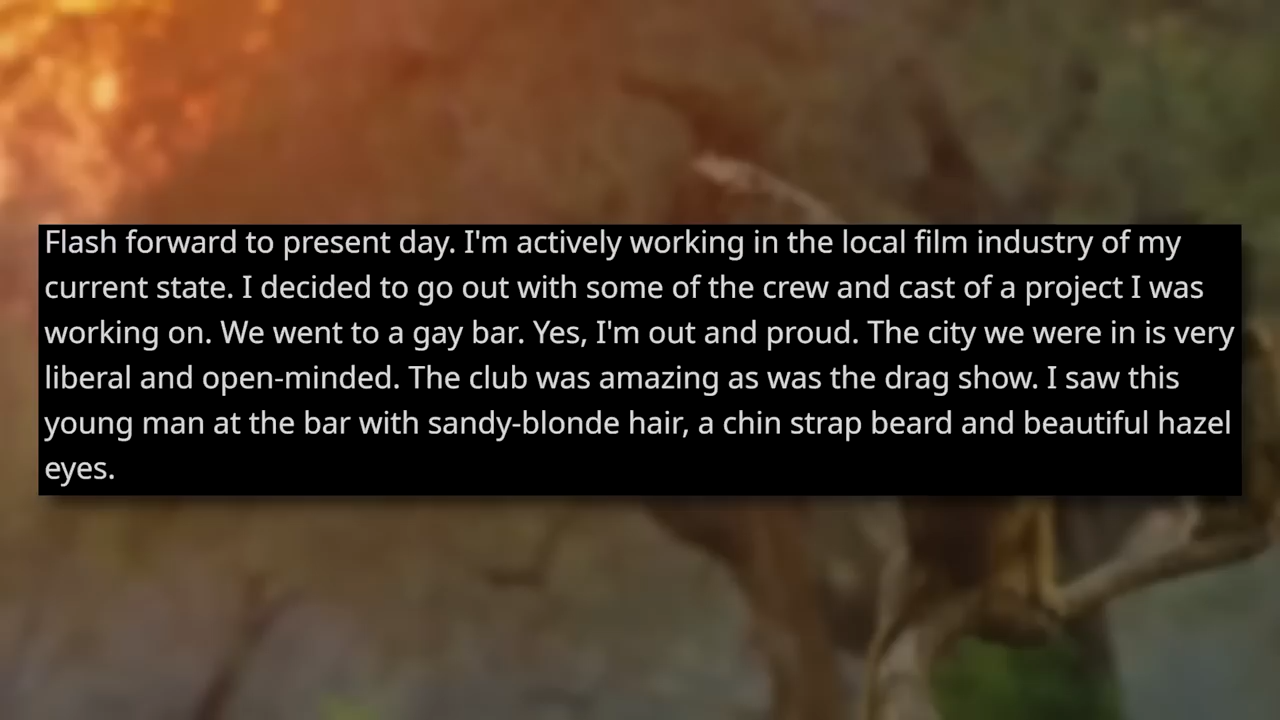 Flash forward to present day. I'm actively working in the local film industry of my
current state. I decided to go out with some of the crew and cast of a project I was
working on. We went to a gay bar. Yes, I'm out and proud. The city we were in is very
liberal and open-minded. The club was amazing as was the drag show. I saw this
young man at the bar with sandy-blonde hair, a chin strap beard and beautiful hazel
eyes.